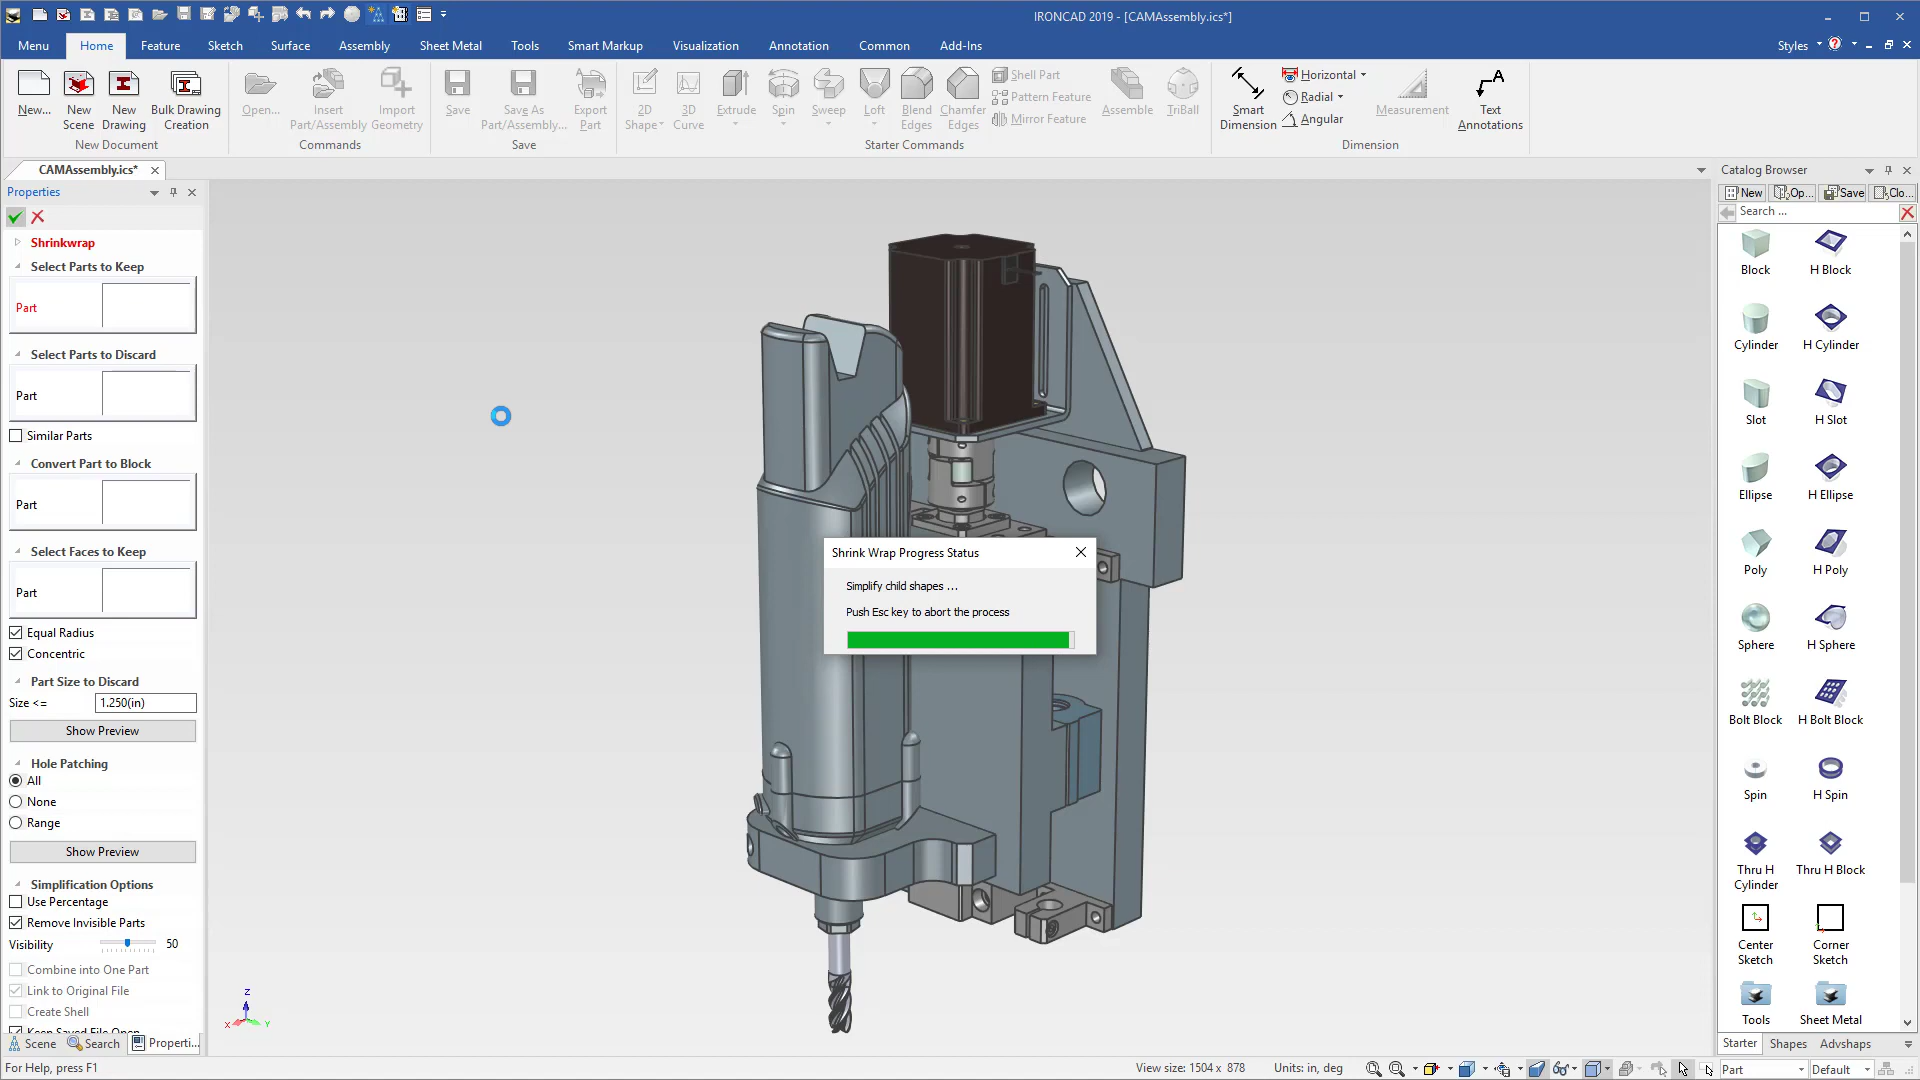 IRONCAD 2019 - [CAMAssembly.ics*]
Menu Home Feature Sketch Surface Assembly Sheet Metal Tools Smart Markup Visualization Annotation Common Add-Ins Styles
New... New Scene New Drawing Bulk Drawing Creation
New Document
Open... Insert Part/Assembly Import Geometry
Commands
Save Save As Part/Assembly... Export Part
Save
2D Shape 3D Curve Extrude Spin Sweep Loft Blend Edges Chamfer Edges
Shell Part
Pattern Feature
Mirror Feature
Assemble TriBall
Starter Commands
Smart Dimension
Horizontal
Radial
Angular
Measurement
Text Annotations
Dimension
CAMAssembly.ics*
Properties
Shrinkwrap
Select Parts to Keep
Part
Select Parts to Discard
Part
Similar Parts
Convert Part to Block
Part
Select Faces to Keep
Part
Equal Radius
Concentric
Part Size to Discard
Size <= 1.250(in)
Show Preview
Hole Patching
All
None
Range
Show Preview
Simplification Options
Use Percentage
Remove Invisible Parts
Visibility 50
Combine into One Part
Link to Original File
Create Shell
Keep Saved File Open
Scene Search Properti...
For Help, press F1
Shrink Wrap Progress Status
Simplify child shapes ...
Push Esc key to abort the process
Z
X Y
Catalog Browser
New Op... Save Clo...
Search ...
Block H Block
Cylinder H Cylinder
Slot H Slot
Ellipse H Ellipse
Poly H Poly
Sphere H Sphere
Bolt Block H Bolt Block
Spin H Spin
Thru H Cylinder Thru H Block
Center Sketch Corner Sketch
Tools Sheet Metal
Starter Shapes Advshaps
View size: 1504 x 878 Units: in, deg
Part Default